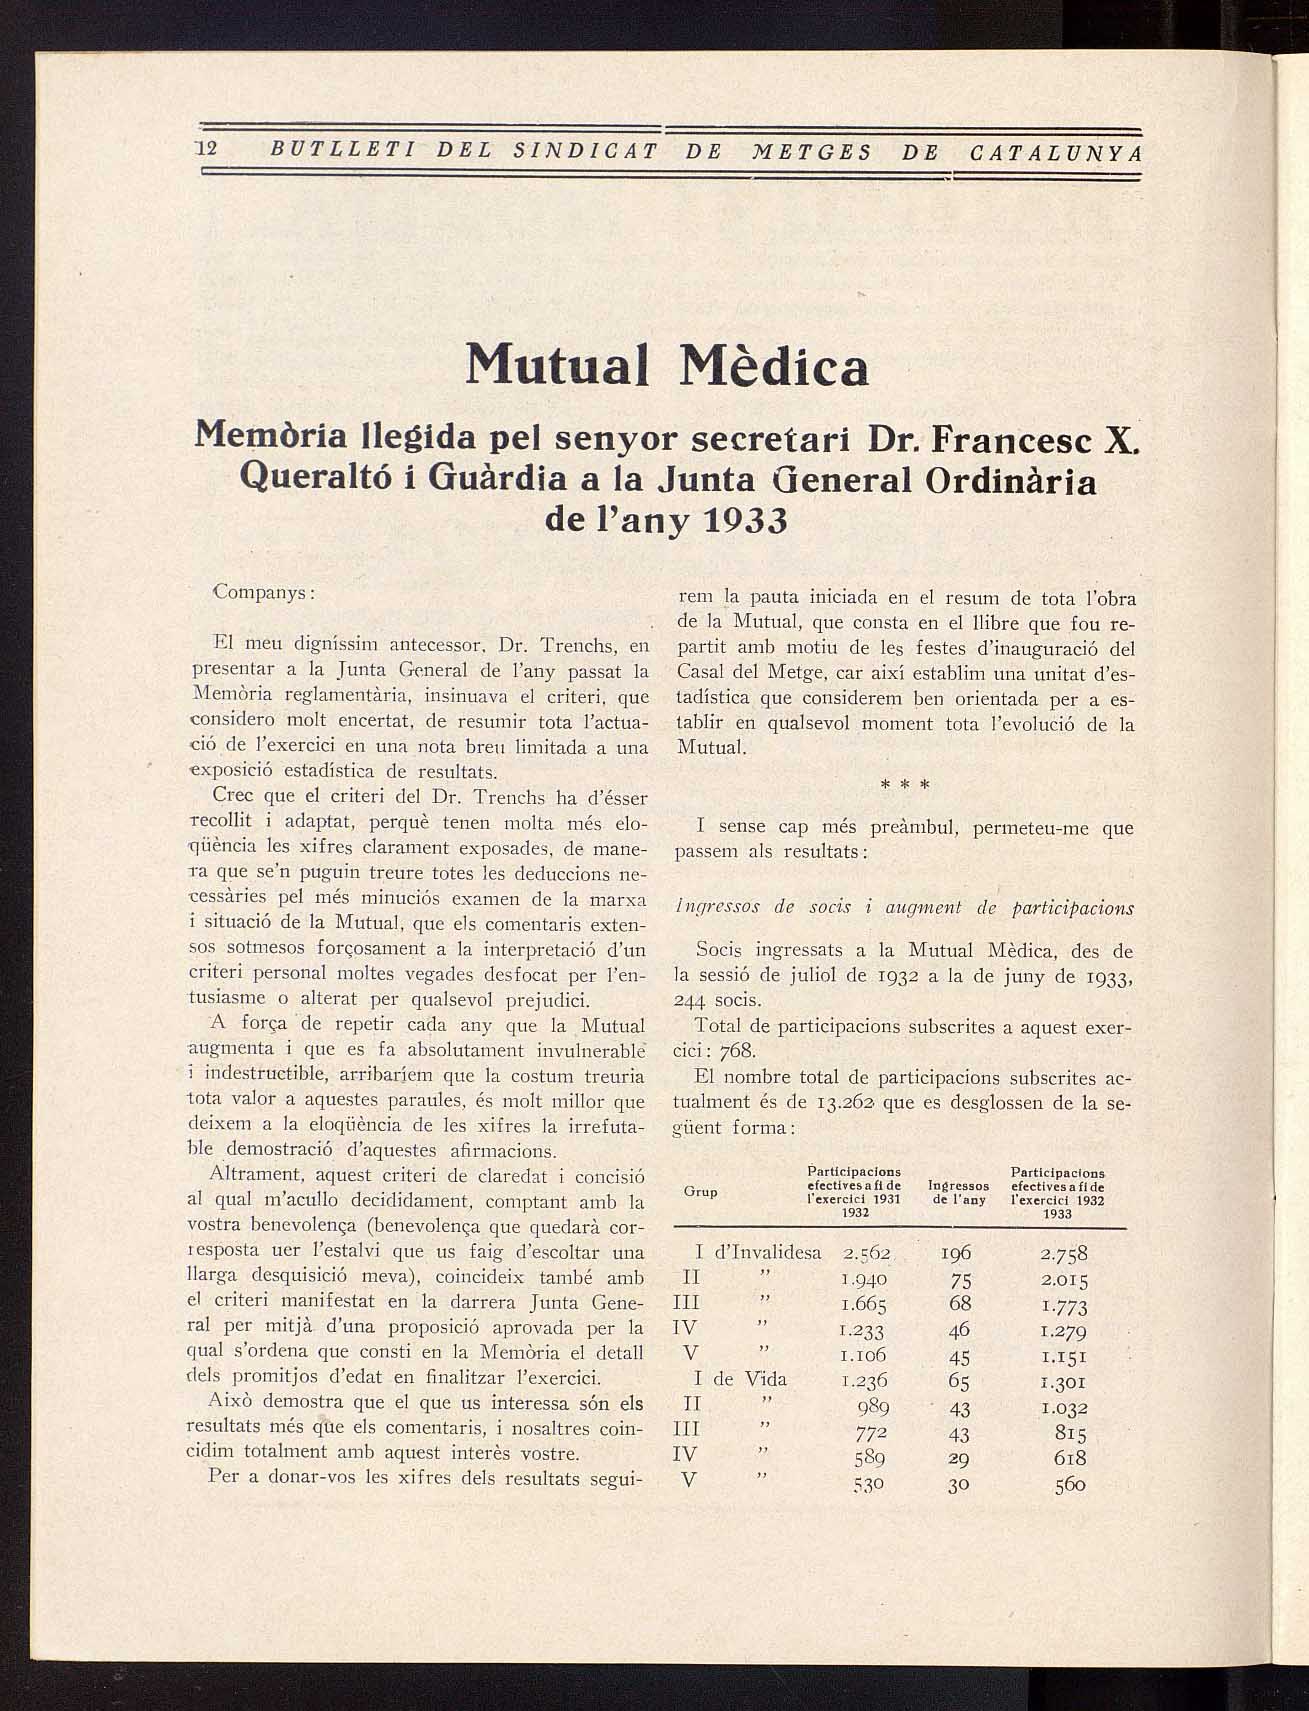 12 BUTLLETI DEL SINDICAT DE METGES DE CATALUNYA
Mutual Mèdica
Memòria llegida pel senyor secretari Dr. Francesc X.
Queraltó i Guàrdia a la Junta General Ordinària
de l'any 1933
Companys:
El meu digníssim antecessor, Dr. Trenchs, en
presentar a la Junta General de l'any passat la
Memòria reglamentària, insinuava el criteri, que
considero molt encertat, de resumir tota l'actua-
ció de l'exercici en una nota breu limitada a una
exposició estadística de resultats.
Crec que el criteri del Dr. Trenchs ha d'ésser
recollit i adaptat, perquè tenen molta més elo-
qüència les xifres clarament exposades, de mane-
ra que se'n puguin treure totes les deduccions ne-
cessàries pel més minuciós examen de la marxa
i situació de la Mutual, que els comentaris exten-
sos sotmesos forçosament a la interpretació d'un
criteri personal moltes vegades desfocat per l'en-
tusiasme o alterat per qualsevol prejudici.
A força de repetir cada any que la Mutual
augmenta i que es fa absolutament invulnerable
i indestructible, arribaríem que la costum treuria
tota valor a aquestes paraules, és molt millor que
deixem a la eloqüència de les xifres la irrefuta-
ble demostració d'aquestes afirmacions.
Altrament, aquest criteri de claredat i concisió
al qual m'acullo decididament, comptant amb la
vostra benevolença (benevolença que quedarà cor-
resposta uer l'estalvi que us faig d'escoltar una
llarga desquisició meva), coincideix també amb
el criteri manifestat en la darrera Junta Gene-
ral per mitjà d'una proposició aprovada per la
qual s'ordena que consti en la Memòria el detall
dels promitjos d'edat en finalitzar l'exercici.
Això demostra que el que us interessa són els
resultats més que els comentaris, i nosaltres coin-
cidim totalment amb aquest interès vostre.
Per a donar-vos les xifres dels resultats segui-
rem la pauta iniciada en el resum de tota l'obra
de la Mutual, que consta en el llibre que fou re-
partit amb motiu de les festes d'inauguració del
Casal del Metge, car així establim una unitat d'es-
tadística que considerem ben orientada per a es-
tablir en qualsevol moment tota l'evolució de la
Mutual.
* * *
I sense cap més preàmbul, permeteu-me que
passem als resultats:
Ingressos de socis i augment de participacions
Socis ingressats a la Mutual Mèdica, des de
la sessió de juliol de 1932 a la de juny de 1933,
244 socis.
Total de participacions subscrites a aquest exer-
cici: 768.
El nombre total de participacions subscrites ac-
tualment és de 13.262 que es desglossen de la se-
güent forma:
Grup Participacions efectives a fi de l'exercici 1931 1932 Ingressos de l'any Participacions efectives a fi de l'exercici 1932 1933
I d'Invalidesa 2.562 196 2.758
II " 1.940 75 2.015
III " 1.665 68 1.773
IV " 1.233 46 1.279
V " 1.106 45 1.151
I de Vida 1.236 65 1.301
II " 989 43 1.032
III " 772 43 815
IV " 589 29 618
V " 530 30 560